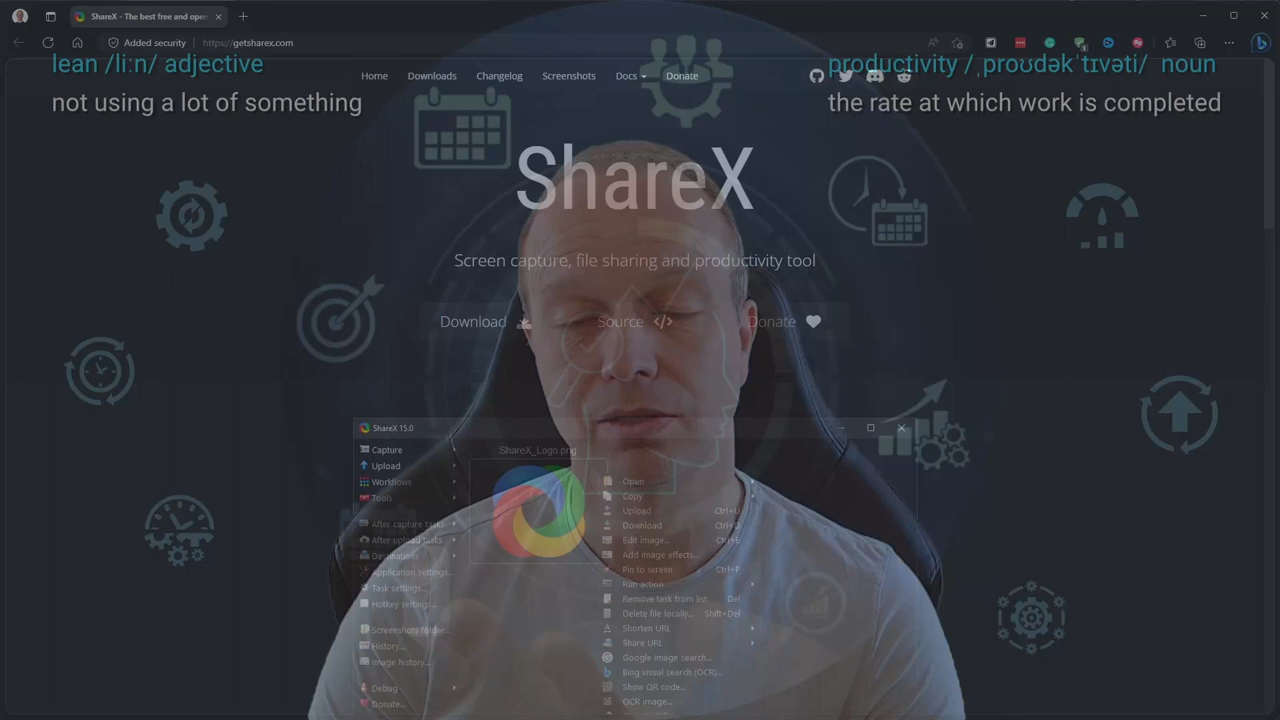 ShareX - The best free and open
Added security
https://getsharex.com
lean /liːn/ adjective
not using a lot of something
Home
Downloads
Changelog
Screenshots
Docs
Donate
productivity /ˌproʊdəkˈtɪvəti/ noun
the rate at which work is completed
ShareX
Screen capture, file sharing and productivity tool
Download
Source
Donate
ShareX 15.0
Capture
Upload
Workflows
Tools
After capture tasks
After upload tasks
Destinations
Application settings...
Task settings...
Hotkey settings...
Screenshots folder...
History...
Image history...
Debug
Donate...
ShareX_Logo.png
Open
Copy
Upload Ctrl+U
Download Ctrl+D
Edit image... Ctrl+E
Add image effects...
Pin to screen Ctrl+P
Run action
Remove task from list Del
Delete file locally... Shift+Del
Shorten URL
Share URL
Google image search...
Bing visual search (OCR)...
Show QR code...
OCR image...